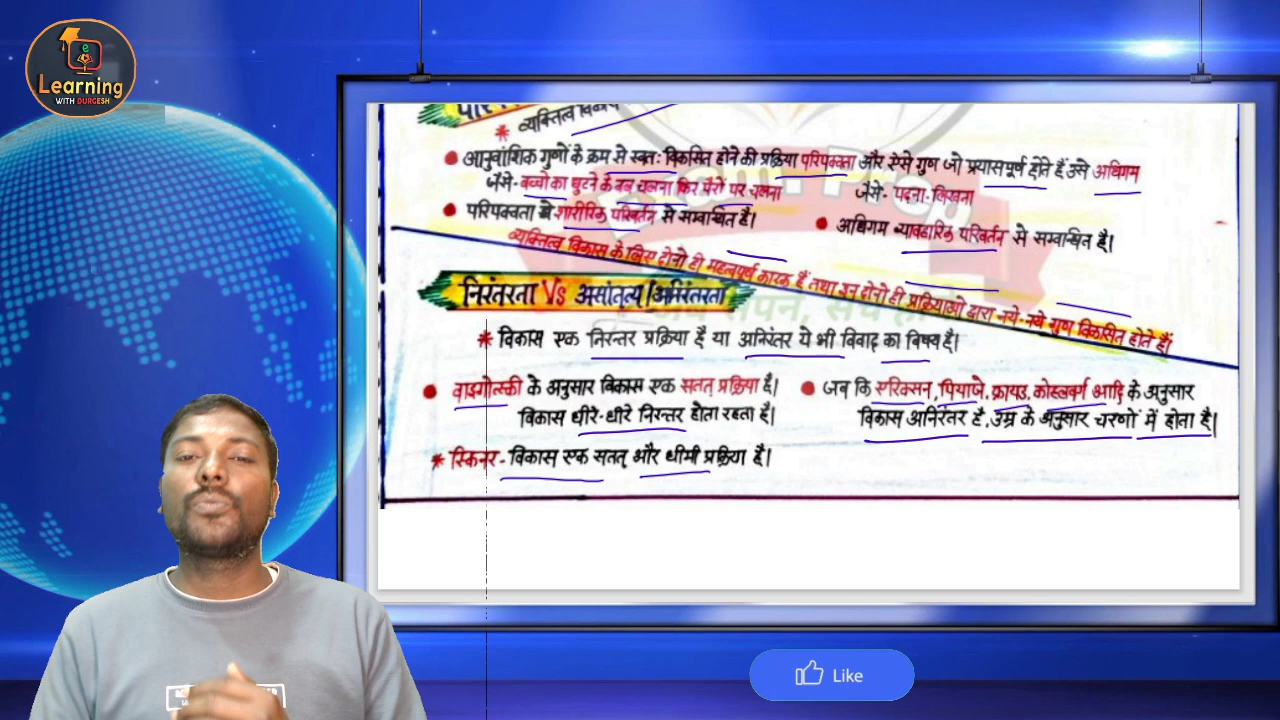 e
Learning
WITH DURGESH
* व्यक्तित्व
आनुवांशिक गुणों के क्रम से स्वतः विकसित होने की प्रक्रिया परिपक्वता और ऐसे गुण जो प्रयासपूर्ण होते हैं उसे अधिगम
जैसे- बच्चो का घुटने के बल चलना फिर पैरो पर चलना
जैसे- पढ़ना-लिखना
परिपक्वता शारीरिक परिवर्तन से सम्बन्धित है।
अधिगम व्यावहारिक परिवर्तन से सम्बन्धित है।
व्यक्तित्व विकास के लिए दोनो ही महत्वपूर्ण कारक हैं तथा इन दोनो ही प्रक्रियाओ द्वारा नये-नये गुण विकसित होते हैं।
निरंतरता Vs असांतत्य/अनिरंतरता
* विकास एक निरन्तर प्रक्रिया है या अनिरंतर ये भी विवाद का विषय है।
वाइगोत्स्की के अनुसार विकास एक सतत् प्रक्रिया है।
विकास धीरे-धीरे निरन्तर होता रहता है।
जब कि एरिक्सन, पियाजे, फ्रायड, कोहलबर्ग आदि के अनुसार
विकास अनिरंतर है, उम्र के अनुसार चरणों में होता है।
* स्किनर - विकास एक सतत् और धीमी प्रक्रिया है।
Like